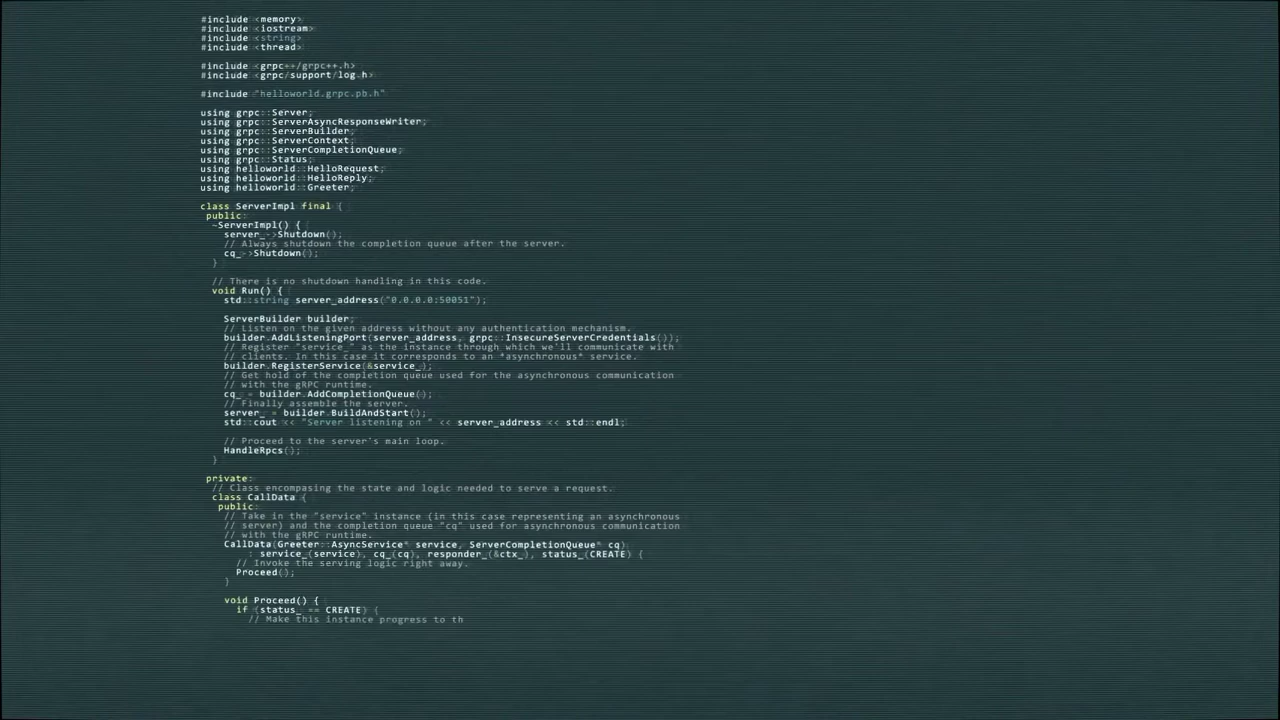 #include <memory>
#include <iostream>
#include <string>
#include <thread>
#include <grpc++/grpc++.h>
#include <grpc/support/log.h>
#include "helloworld.grpc.pb.h"
using grpc::Server;
using grpc::ServerAsyncResponseWriter;
using grpc::ServerBuilder;
using grpc::ServerContext;
using grpc::ServerCompletionQueue;
using grpc::Status;
using helloworld::HelloRequest;
using helloworld::HelloReply;
using helloworld::Greeter;
class ServerImpl final {
public:
~ServerImpl() {
server_->Shutdown();
// Always shutdown the completion queue after the server.
cq_->Shutdown();
}
// There is no shutdown handling in this code.
void Run() {
std::string server_address("0.0.0.0:50051");
ServerBuilder builder;
// Listen on the given address without any authentication mechanism.
builder.AddListeningPort(server_address, grpc::InsecureServerCredentials());
// Register "service_" as the instance through which we'll communicate with
// clients. In this case it corresponds to an *asynchronous* service.
builder.RegisterService(&service_);
// Get hold of the completion queue used for the asynchronous communication
// with the gRPC runtime.
cq_ = builder.AddCompletionQueue();
// Finally assemble the server.
server_ = builder.BuildAndStart();
std::cout << "Server listening on " << server_address << std::endl;
// Proceed to the server's main loop.
HandleRpcs();
}
private:
// Class encompasing the state and logic needed to serve a request.
class CallData {
public:
// Take in the "service" instance (in this case representing an asynchronous
// server) and the completion queue "cq" used for asynchronous communication
// with the gRPC runtime.
CallData(Greeter::AsyncService* service, ServerCompletionQueue* cq)
: service_(service), cq_(cq), responder_(&ctx_), status_(CREATE) {
// Invoke the serving logic right away.
Proceed();
}
void Proceed() {
if (status_ == CREATE) {
// Make this instance progress to th